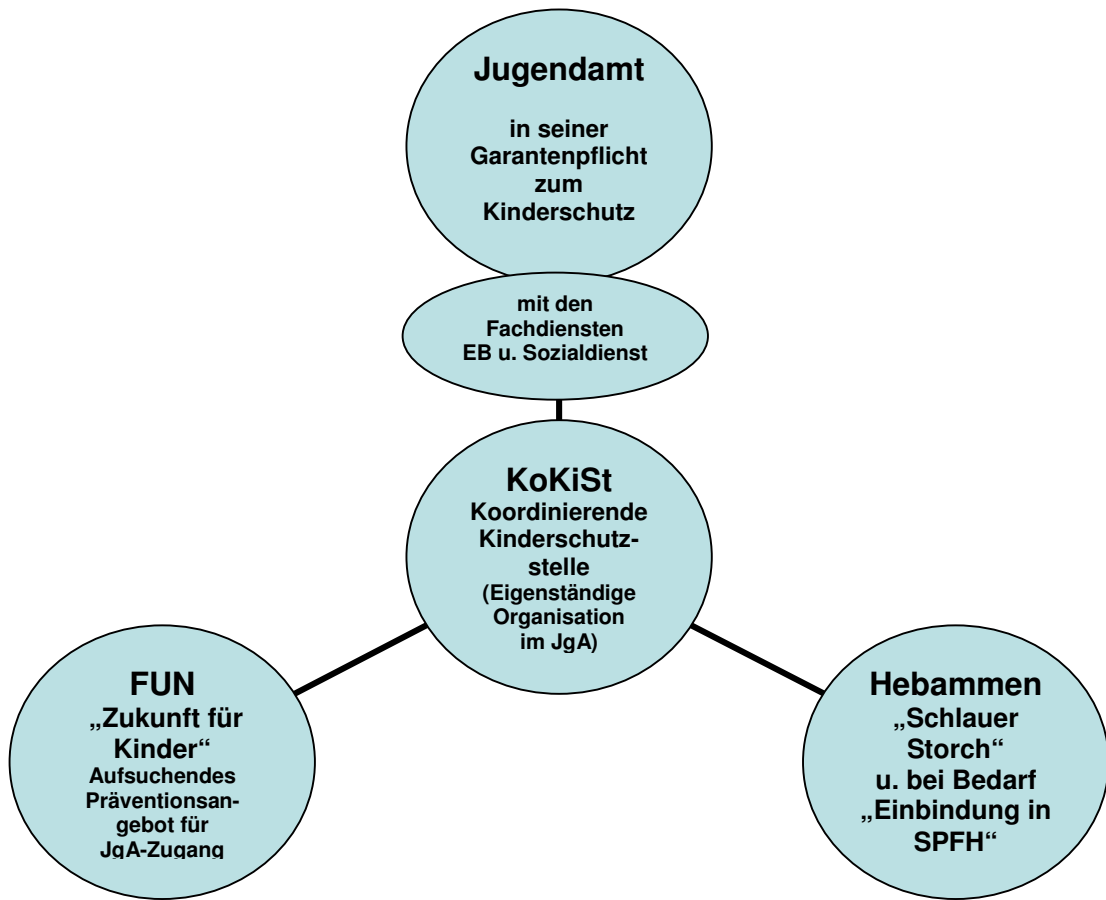 Jugendamt
in seiner
Garantenpflicht
zum
Kinderschutz
mit den
Fachdiensten
EB u. Sozialdienst
KoKiSt
Koordinierende
Kinderschutz-
stelle
(Eigenständige
Organisation
im JgA)
FUN
„Zukunft für
Kinder“
Aufsuchendes
Präventionsan-
gebot für
JgA-Zugang
Hebammen
„Schlauer
Storch“
u. bei Bedarf
„Einbindung in
SPFH“